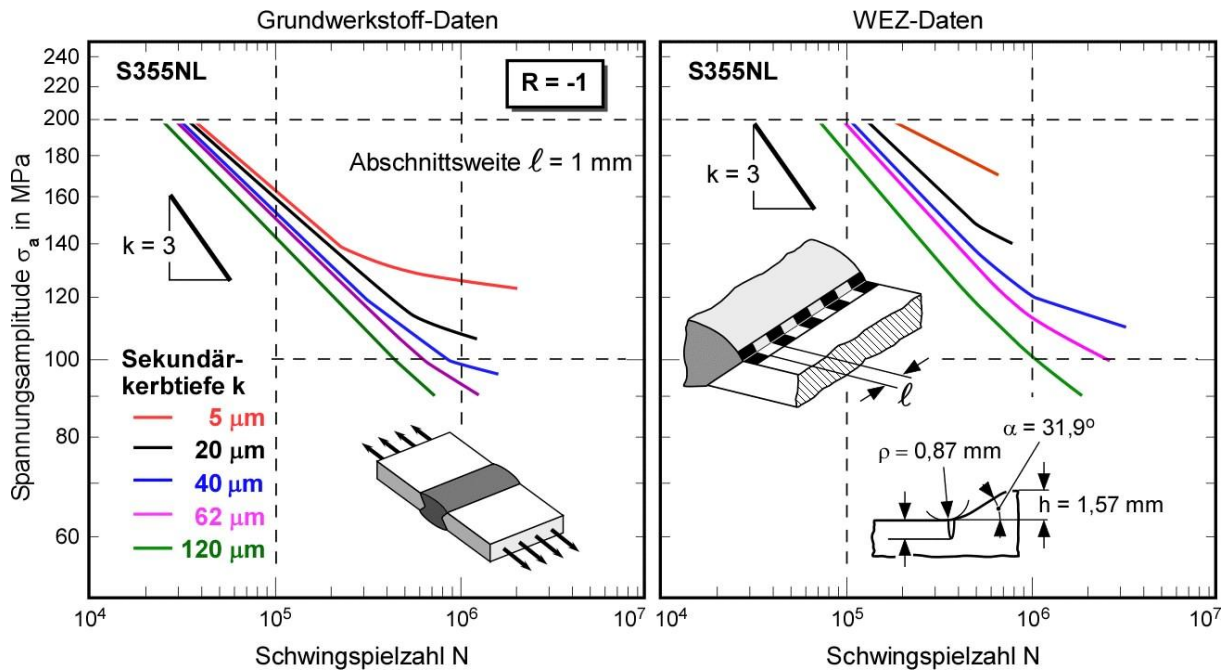 Grundwerkstoff-Daten
WEZ-Daten
Spannungsamplitude σa in MPa
240
220
200
180
160
140
120
100
80
60
S355NL
R = -1
Abschnittsweite ℓ = 1 mm
k = 3
Sekundär-
kerbtiefe k
5 μm
20 μm
40 μm
62 μm
120 μm
10⁴
10⁵
10⁶
10⁷
Schwingspielzahl N
S355NL
k = 3
ℓ
α = 31,9º
ρ = 0,87 mm
h = 1,57 mm
10⁴
10⁵
10⁶
10⁷
Schwingspielzahl N